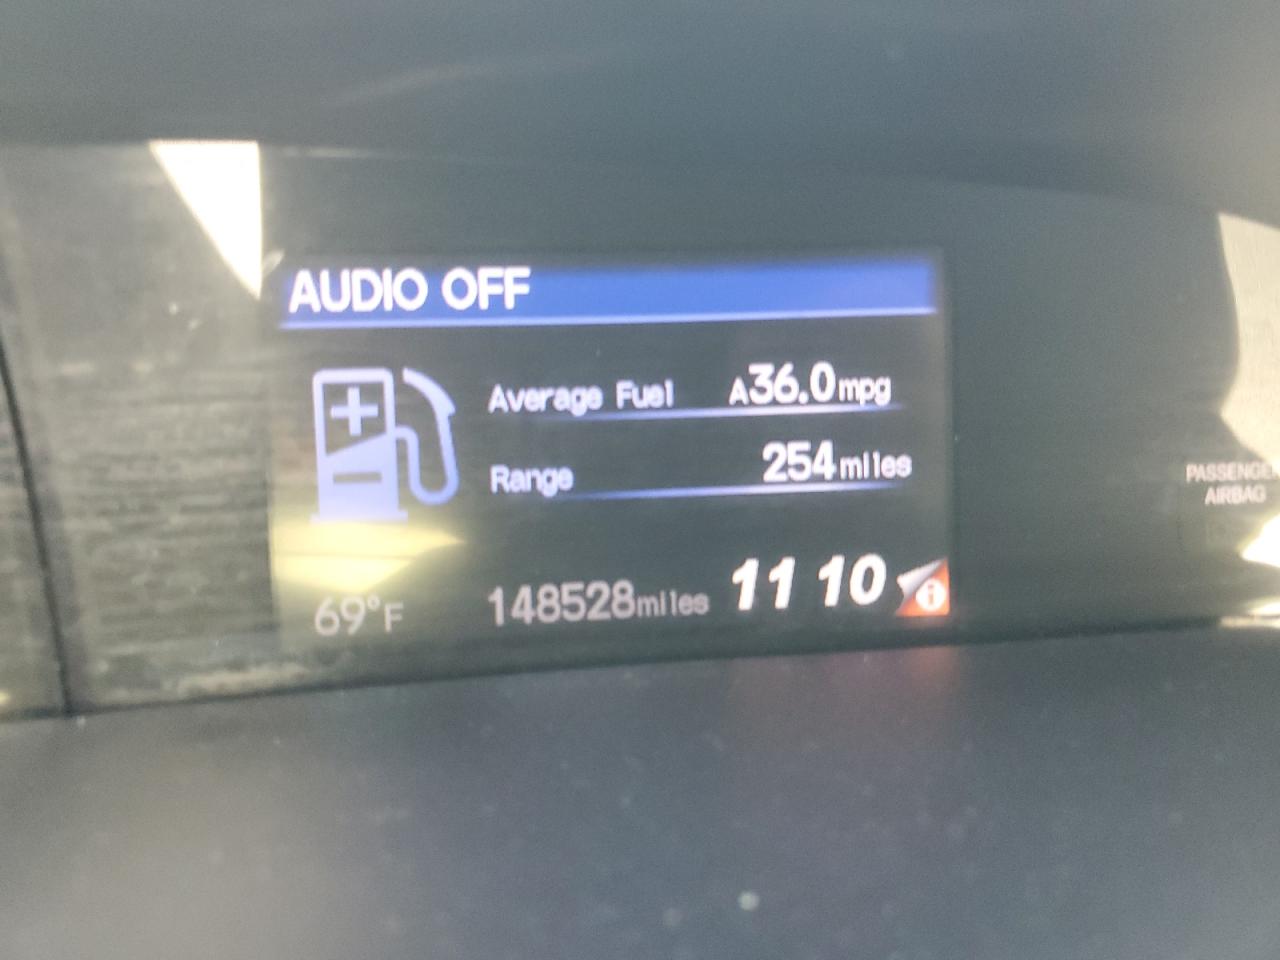 AUDIO OFF
Average Fuel A36.0mpg
Range 254miles
69°F 148528miles 11 10
PASSENGER
AIRBAG